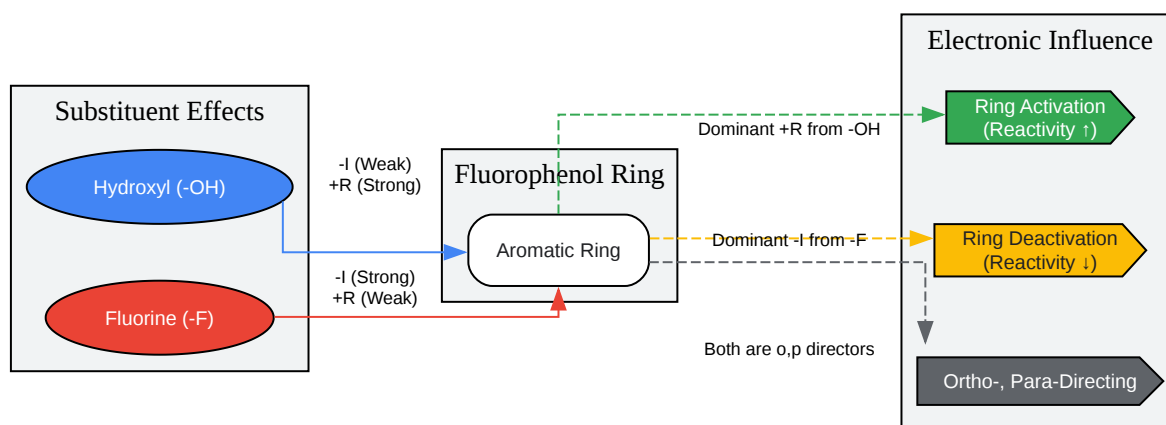 Substituent Effects
Hydroxyl (-OH)
Fluorine (-F)
-I (Weak)
+R (Strong)
-I (Strong)
+R (Weak)
Fluorophenol Ring
Aromatic Ring
Dominant +R from -OH
Dominant -I from -F
Both are o,p directors
Electronic Influence
Ring Activation
(Reactivity ↑)
Ring Deactivation
(Reactivity ↓)
Ortho-, Para-Directing